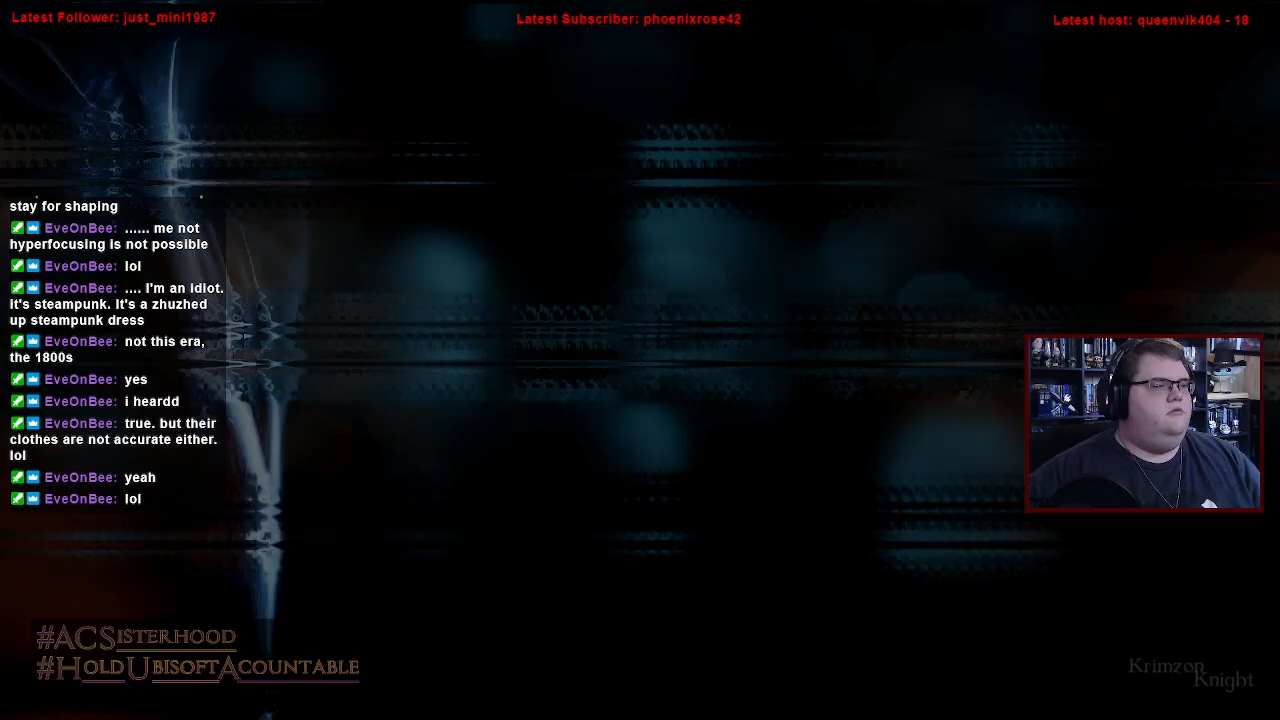 Latest Follower: just_mini1987
Latest Subscriber: phoenixrose42
Latest host: queenvik404 - 18
stay for shaping
EveOnBee: ...... me not
hyperfocusing is not possible
EveOnBee: lol
EveOnBee: .... I'm an idiot.
It's steampunk. It's a zhuzhed
up steampunk dress
EveOnBee: not this era,
the 1800s
EveOnBee: yes
EveOnBee: i heardd
EveOnBee: true. but their
clothes are not accurate either.
lol
EveOnBee: yeah
EveOnBee: lol
#ACSisterhood
#HoldUbisoftAcountable
Krimzon
Knight